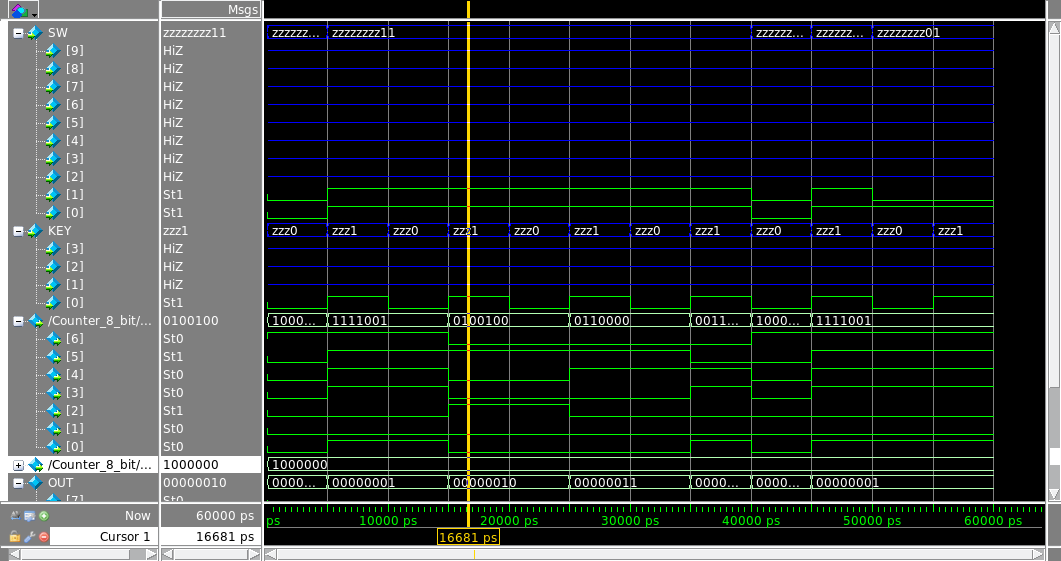 Msgs
SW zzzzzzzz11 zzzzzz... zzzzzzzz11 zzzzzz... zzzzzz... zzzzzzzz01
[9] HiZ
[8] HiZ
[7] HiZ
[6] HiZ
[5] HiZ
[4] HiZ
[3] HiZ
[2] HiZ
[1] St1
[0] St1
KEY zzz1 zzz0 zzz1 zzz0 zzz1 zzz0 zzz1 zzz0 zzz1 zzz0 zzz1 zzz0 zzz1
[3] HiZ
[2] HiZ
[1] HiZ
[0] St1
/Counter_8_bit/... 0100100 1000... 1111001 0100100 0110000 0011... 1000... 1111001
[6] St0
[5] St1
[4] St0
[3] St0
[2] St1
[1] St0
[0] St0
/Counter_8_bit/... 1000000 1000000
OUT 00000010 0000... 00000001 00000010 00000011 0000... 0000... 00000001
[7] St0
Now 60000 ps ps 10000 ps 20000 ps 30000 ps 40000 ps 50000 ps 60000 ps
Cursor 1 16681 ps 16681 ps